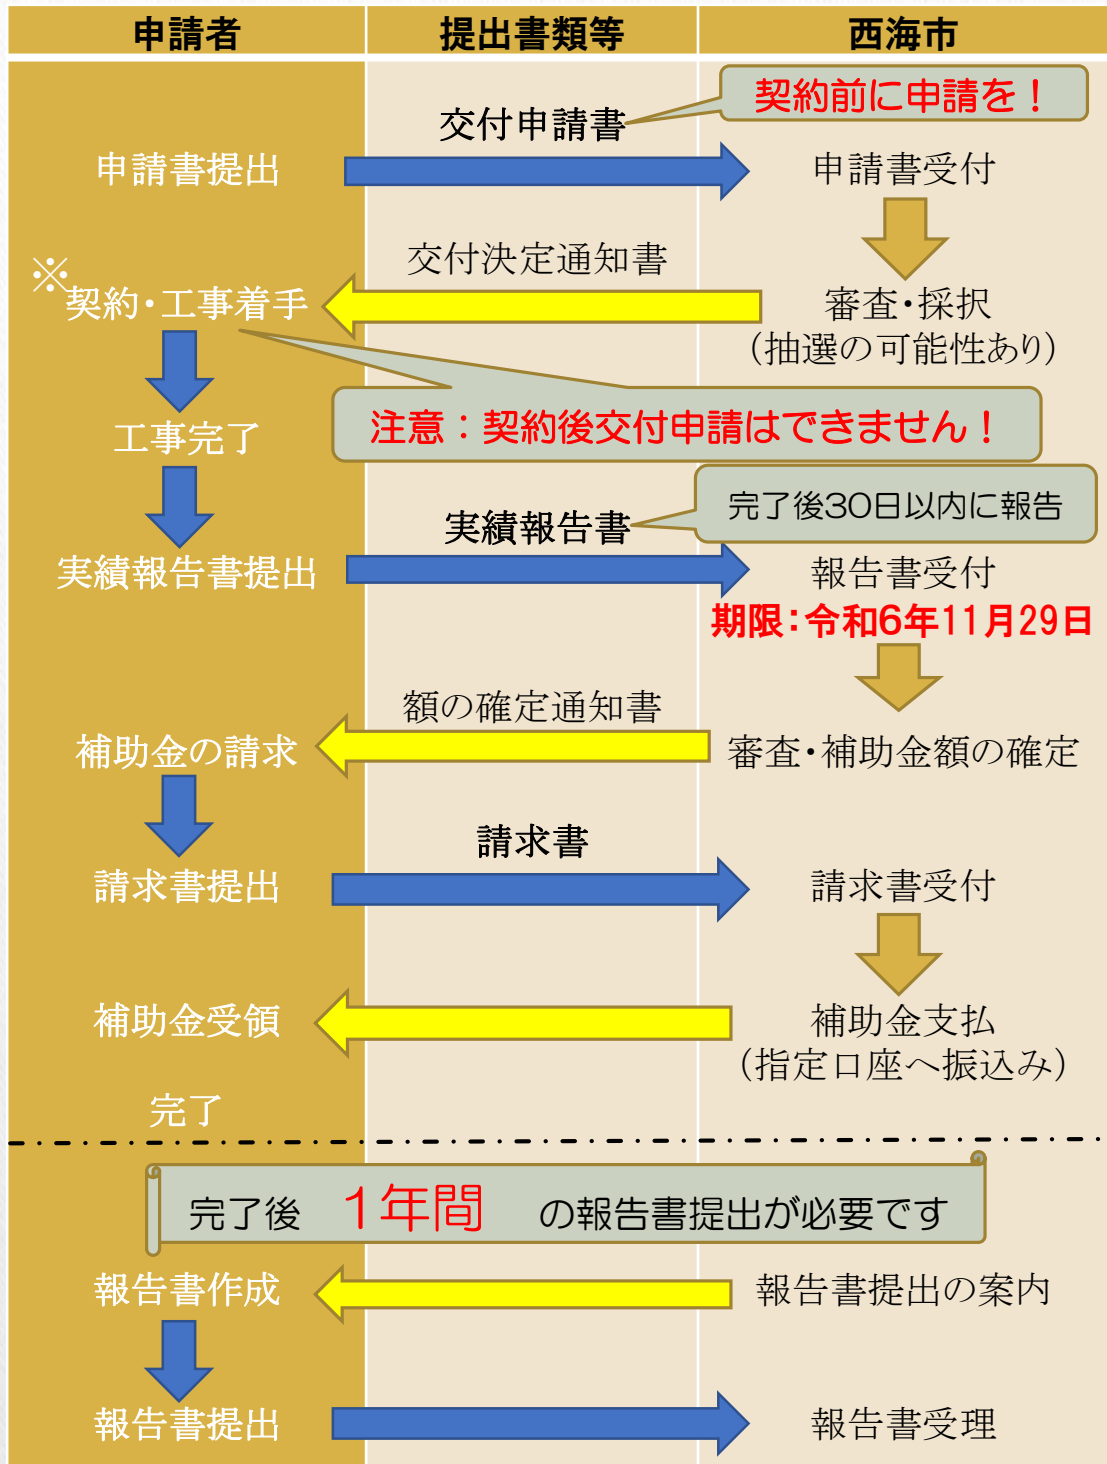 申請者 提出書類等 西海市
契約前に申請を！
交付申請書
申請書提出 申請書受付
交付決定通知書
※
契約・工事着手 審査・採択
（抽選の可能性あり）
注意：契約後交付申請はできません！
工事完了
完了後30日以内に報告
実績報告書
実績報告書提出 報告書受付
期限：令和6年11月29日
額の確定通知書
補助金の請求 審査・補助金額の確定
請求書
請求書提出 請求書受付
補助金受領 補助金支払
（指定口座へ振込み）
完了
完了後 1年間 の報告書提出が必要です
報告書作成 報告書提出の案内
報告書提出 報告書受理